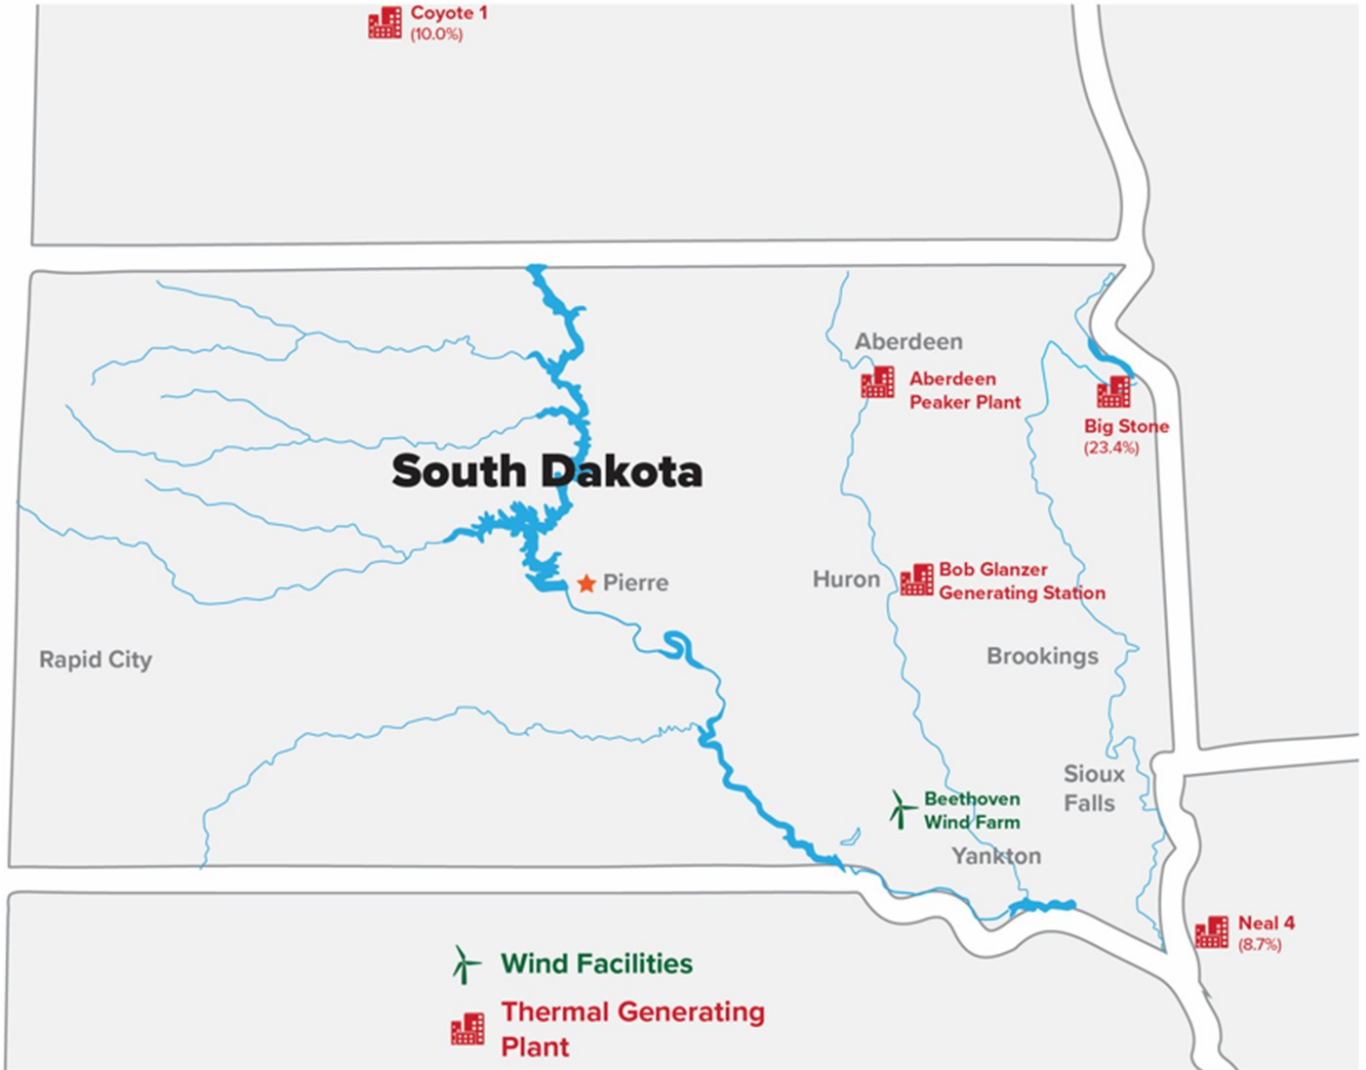 Coyote 1
(10.0%)
Aberdeen
Aberdeen
Peaker Plant
Big Stone
(23.4%)
South Dakota
Pierre
Huron
Bob Glanzer
Generating Station
Rapid City
Brookings
Sioux
Falls
Beethoven
Wind Farm
Yankton
Neal 4
(8.7%)
Wind Facilities
Thermal Generating
Plant